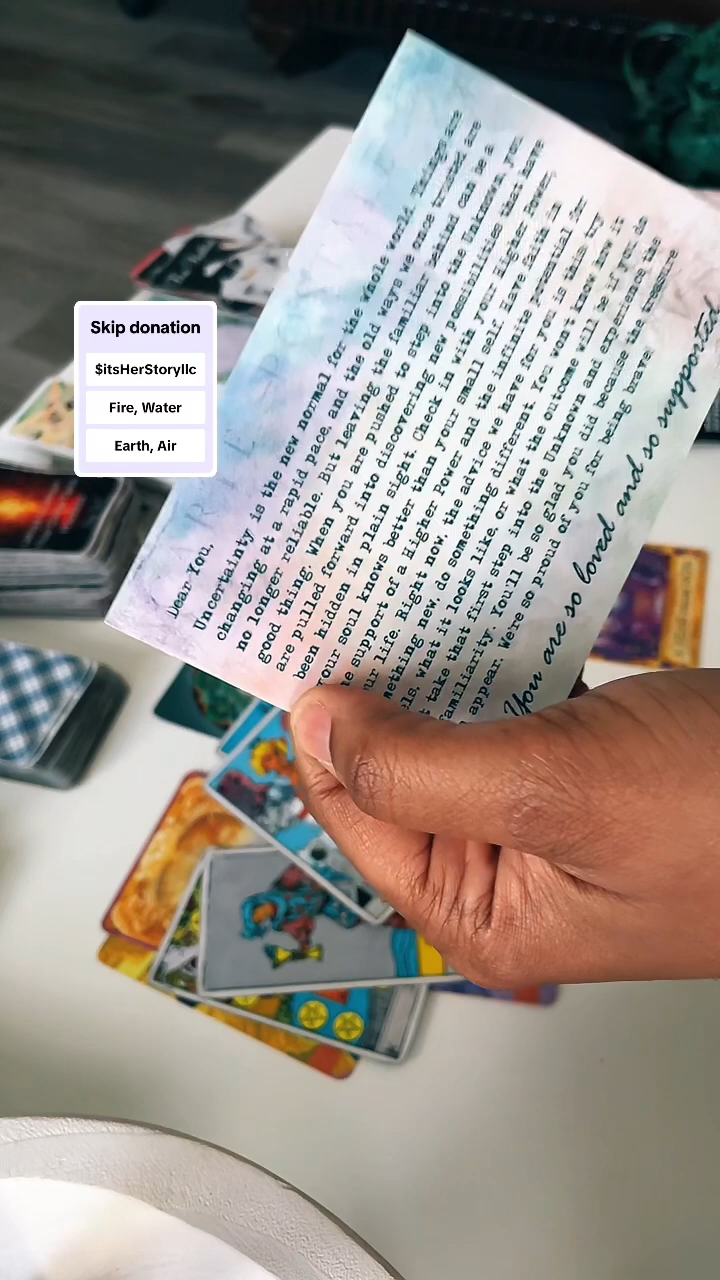 Skip donation
$itsHerStoryllc
Fire, Water
Earth, Air
Dear You,
Uncertainty is the new normal for the whole world. Things are
changing at a rapid pace, and the old ways we once trusted are
no longer reliable. But leaving the familiar behind can be a
good thing. When you are pushed to step into the Unknown, you
are pulled forward into discovering new possibilities that have
been hidden in plain sight. Check in with your Higher Power,
your soul knows better than your small self. Have faith in
he support of a Higher Power and the infinite potential of
ur life. Right now, the advice we have for you is this: try
mething new, do something different. You won't know how it
ls, what it looks like, or what the outcome will be if you do
t take that first step into the Unknown and experience the
familiarity. You'll be so glad you did because the treasure
appear. We're so proud of you for being brave.
You are so loved and so supported